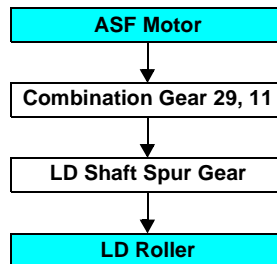 ASF Motor
Combination Gear 29, 11
LD Shaft Spur Gear
LD Roller